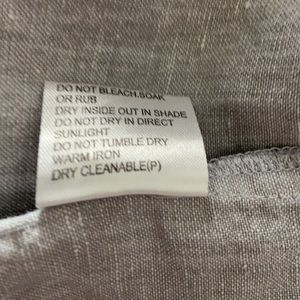 DO NOT BLEACH,SOAK
OR RUB
DRY INSIDE OUT IN SHADE
DO NOT DRY IN DIRECT
SUNLIGHT
DO NOT TUMBLE DRY
WARM IRON
DRY CLEANABLE(P)